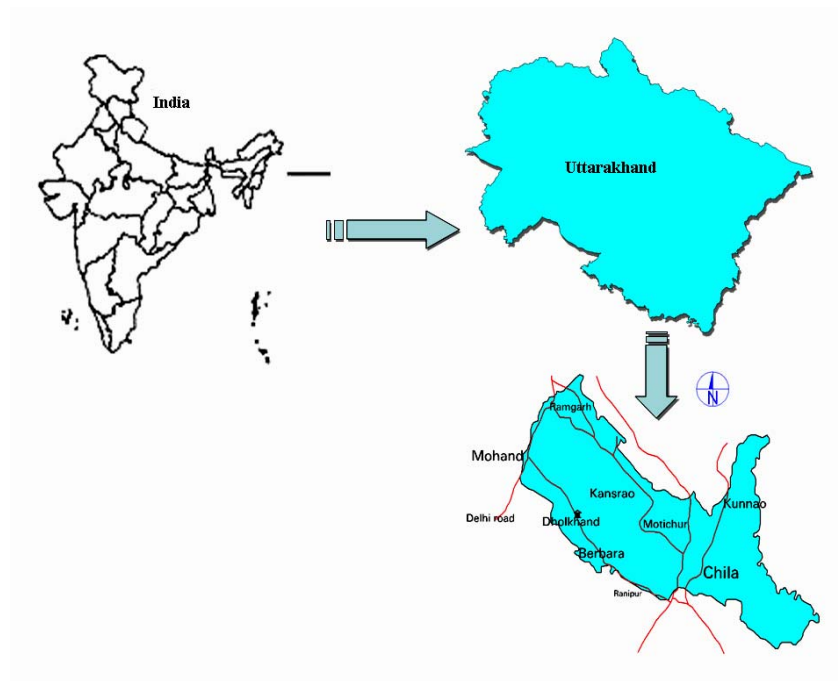 India
Uttarakhand
N
Ramgarh
Mohand
Kansrao
Kunnao
Delhi road
Dholkhand
Motichur
Berbara
Chila
Ranipur